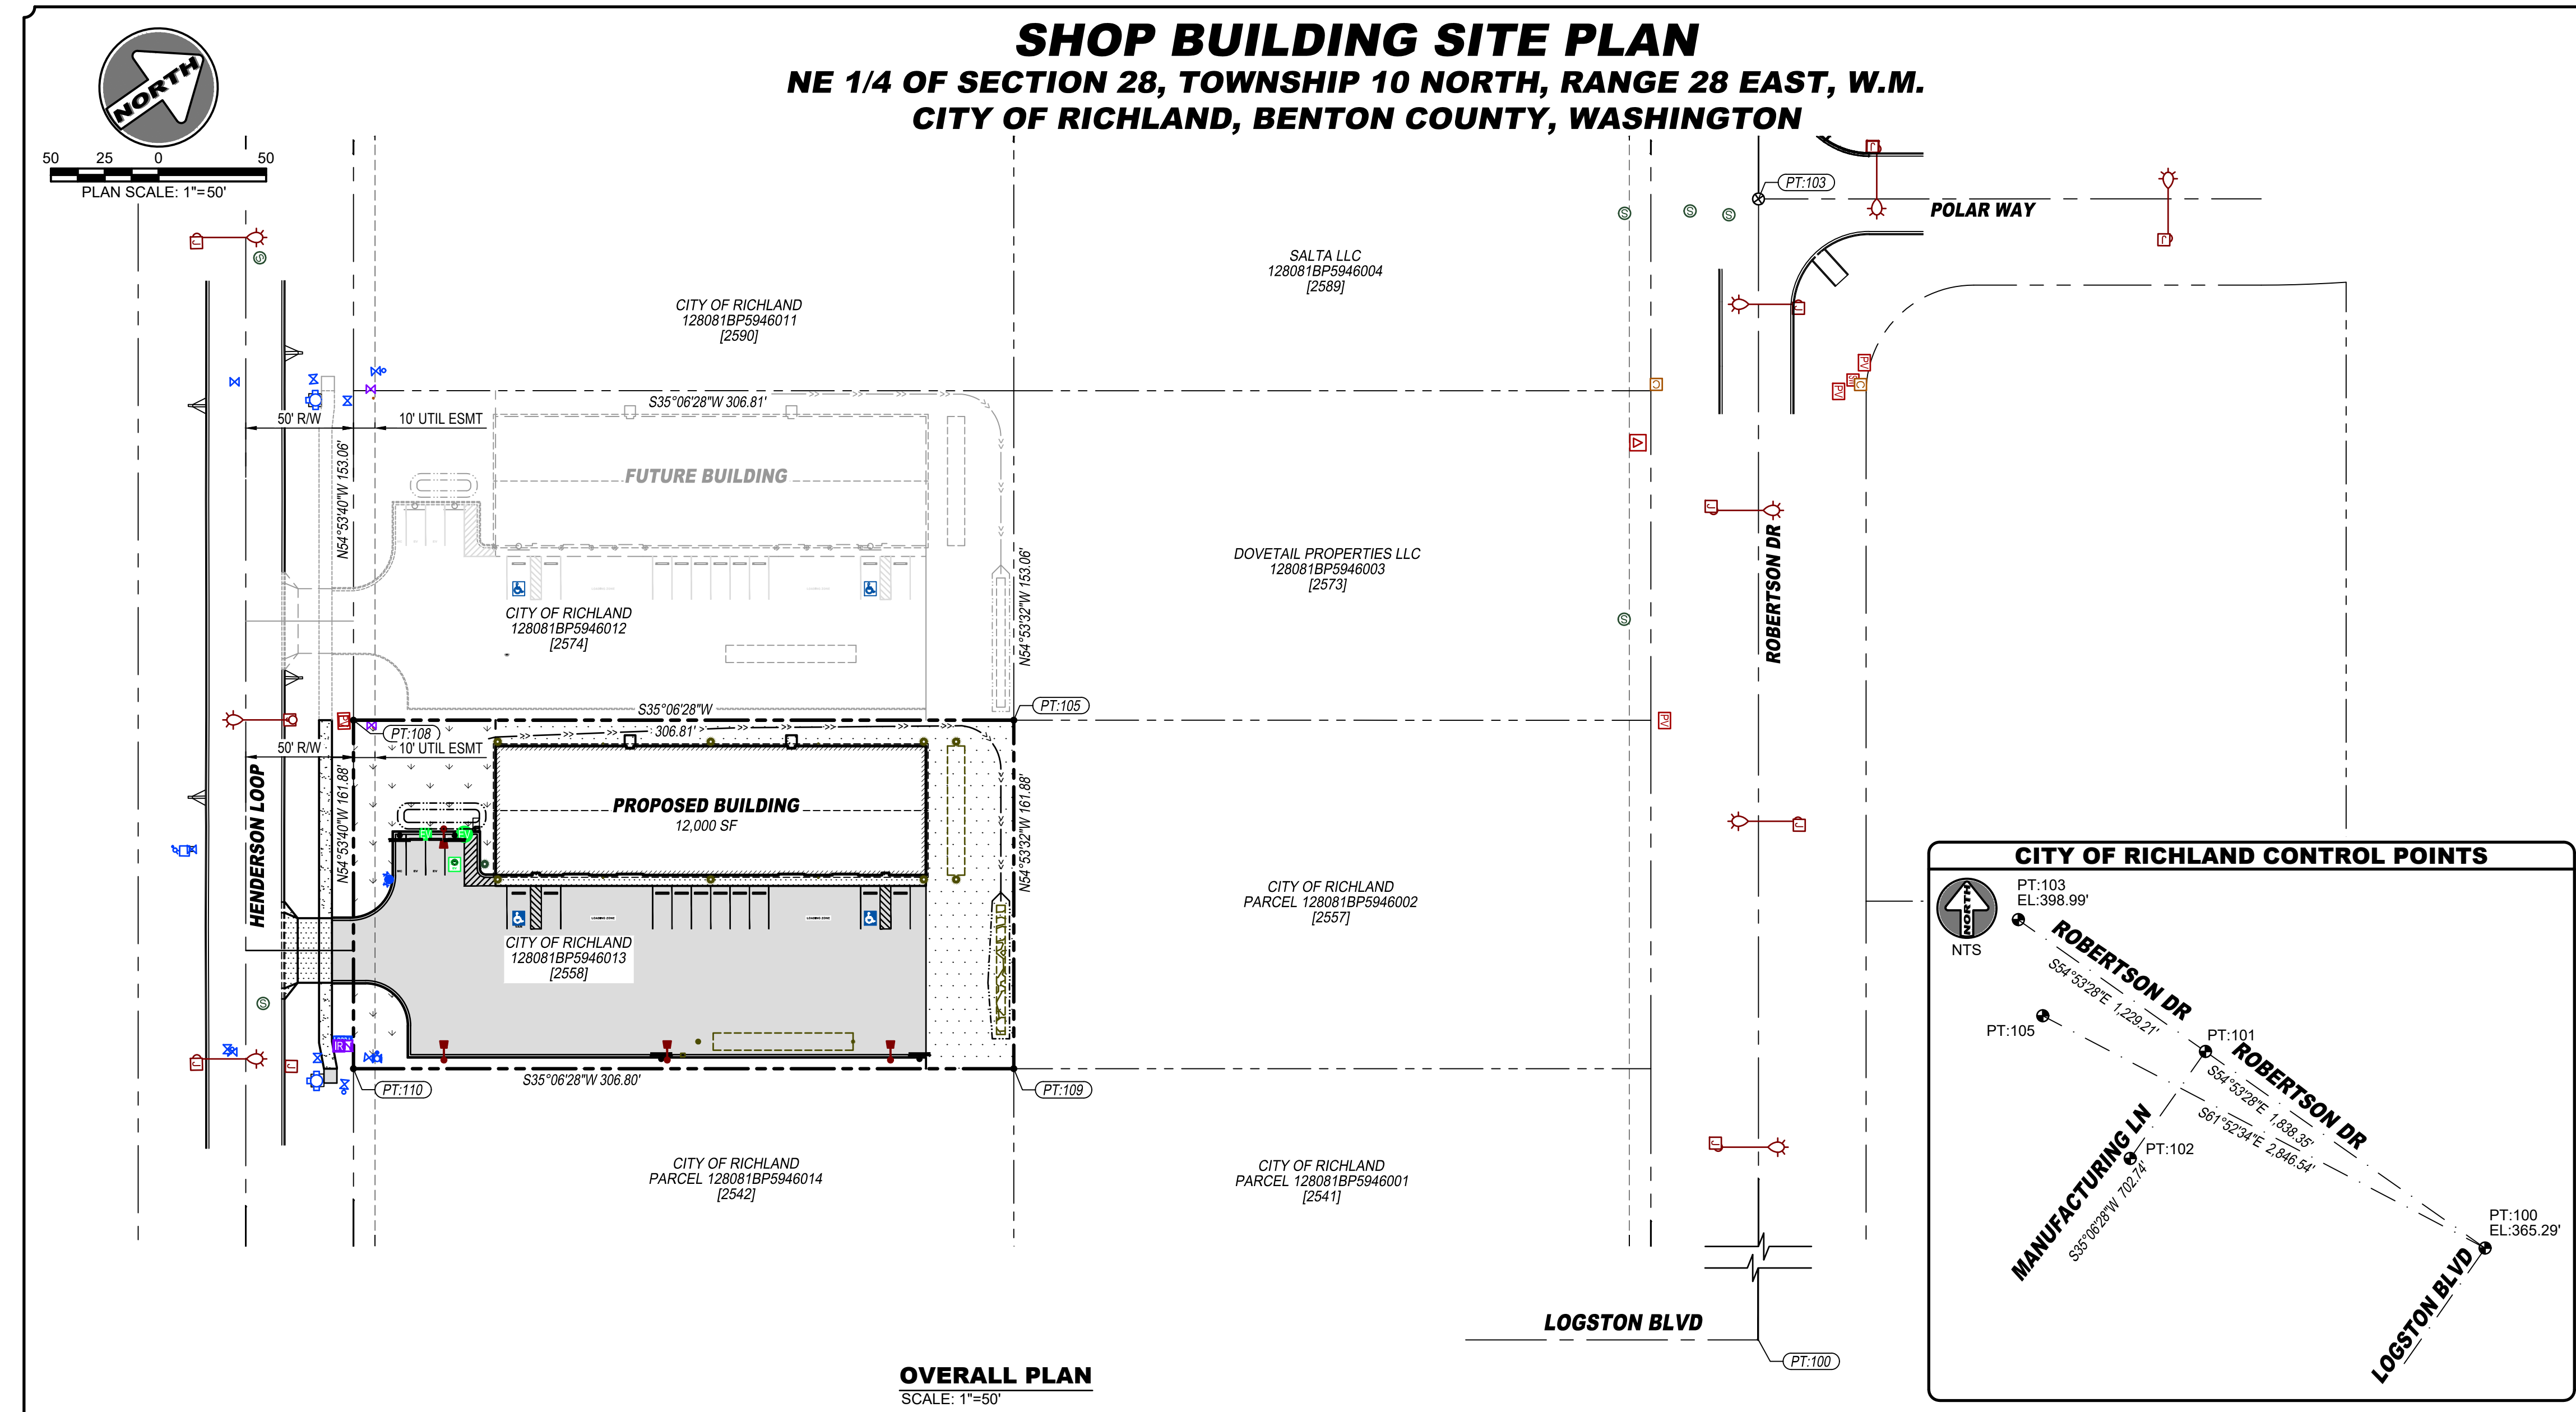 SHOP BUILDING SITE PLAN
NE 1/4 OF SECTION 28, TOWNSHIP 10 NORTH, RANGE 28 EAST, W.M.
CITY OF RICHLAND, BENTON COUNTY, WASHINGTON
NORTH
50 25 0 50
PLAN SCALE: 1"=50'
PT:103
POLAR WAY
SALTA LLC
128081BP5946004
[2589]
CITY OF RICHLAND
128081BP5946011
[2590]
S35°06'28"W 306.81'
50' R/W
10' UTIL ESMT
N54°53'40"W 153.06'
FUTURE BUILDING
N54°53'32"W 153.06'
DOVETAIL PROPERTIES LLC
128081BP5946003
[2573]
ROBERTSON DR
CITY OF RICHLAND
128081BP5946012
[2574]
S35°06'28"W
306.81'
PT:105
PT:108
50' R/W
10' UTIL ESMT
HENDERSON LOOP
N54°53'40"W 161.88'
PROPOSED BUILDING
12,000 SF
N54°53'32"W 161.88'
EV
EV
LOADING ZONE
LOADING ZONE
CITY OF RICHLAND
PARCEL 128081BP5946002
[2557]
CITY OF RICHLAND
128081BP5946013
[2558]
S35°06'28"W 306.80'
PT:110
PT:109
CITY OF RICHLAND
PARCEL 128081BP5946014
[2542]
CITY OF RICHLAND
PARCEL 128081BP5946001
[2541]
LOGSTON BLVD
PT:100
OVERALL PLAN
SCALE: 1"=50'
CITY OF RICHLAND CONTROL POINTS
NORTH
NTS
PT:103
EL:398.99'
ROBERTSON DR
S54°53'28"E 1,229.21'
PT:105
PT:101
ROBERTSON DR
S54°53'28"E 1,838.35'
S61°52'34"E 2,846.54'
MANUFACTURING LN
PT:102
S35°06'28"W 702.74'
PT:100
EL:365.29'
LOGSTON BLVD